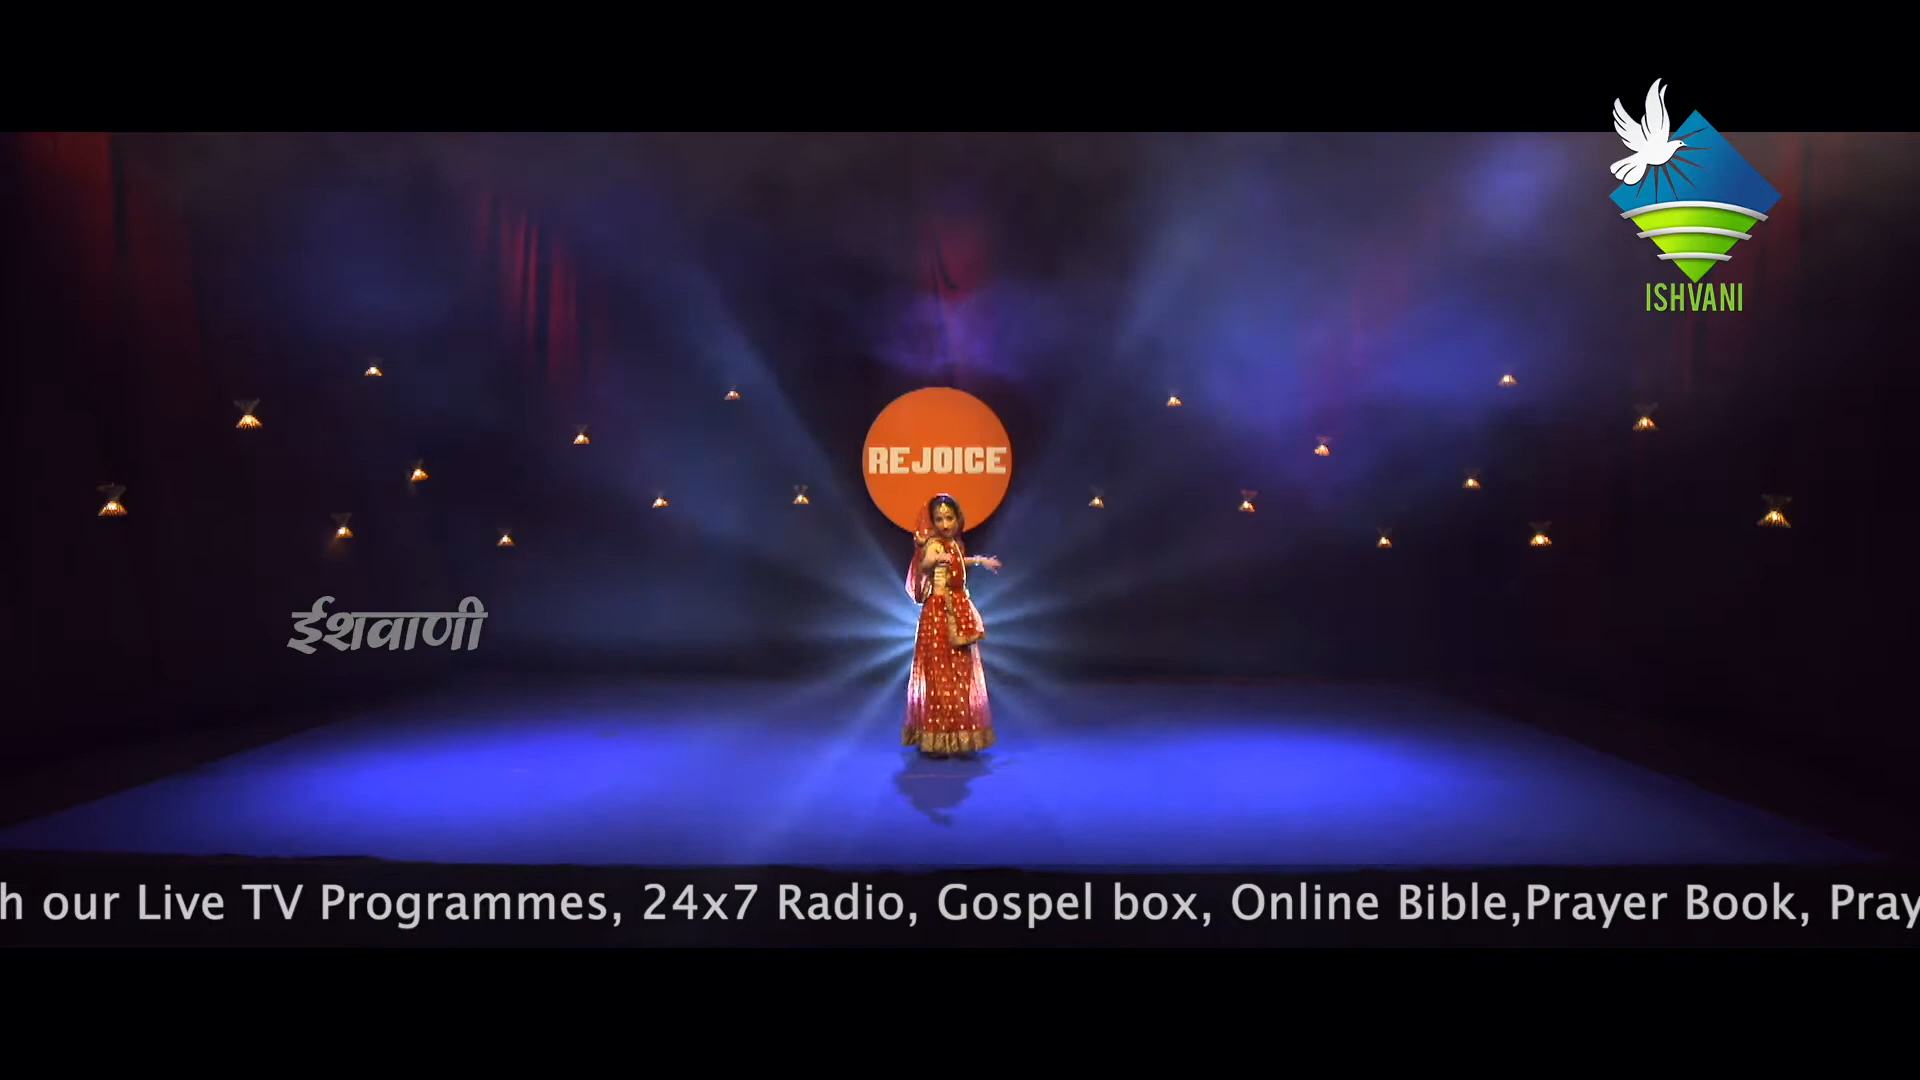 ISHVANI
REJOICE
ईशवाणी
h our Live TV Programmes, 24x7 Radio, Gospel box, Online Bible,Prayer Book, Pray